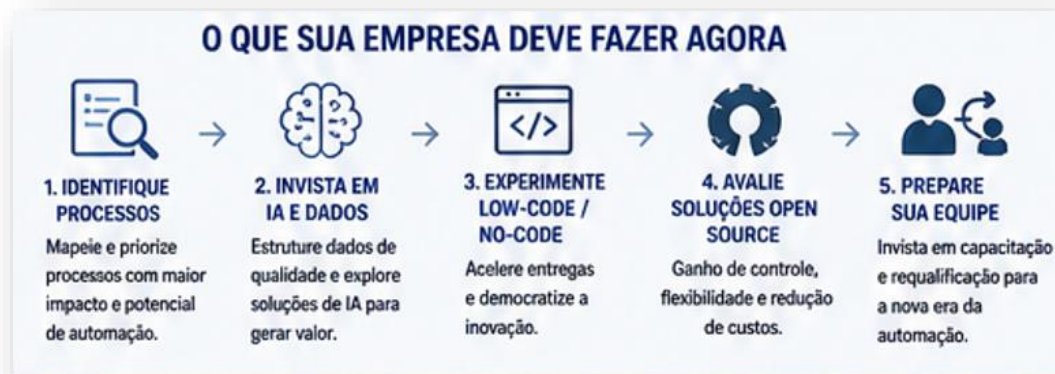 O QUE SUA EMPRESA DEVE FAZER AGORA
</>
1. IDENTIFIQUE
PROCESSOS
Mapeie e priorize
processos com maior
impacto e potencial
de automação.
2. INVISTA EM
IA E DADOS
Estruture dados de
qualidade e explore
soluções de IA para
gerar valor.
3. EXPERIMENTE
LOW-CODE /
NO-CODE
Acelere entregas
e democratize a
inovação.
4. AVALIE
SOLUÇÕES OPEN
SOURCE
Ganho de controle,
flexibilidade e redução
de custos.
5. PREPARE
SUA EQUIPE
Invista em capacitação
e requalificação para
a nova era da
automação.